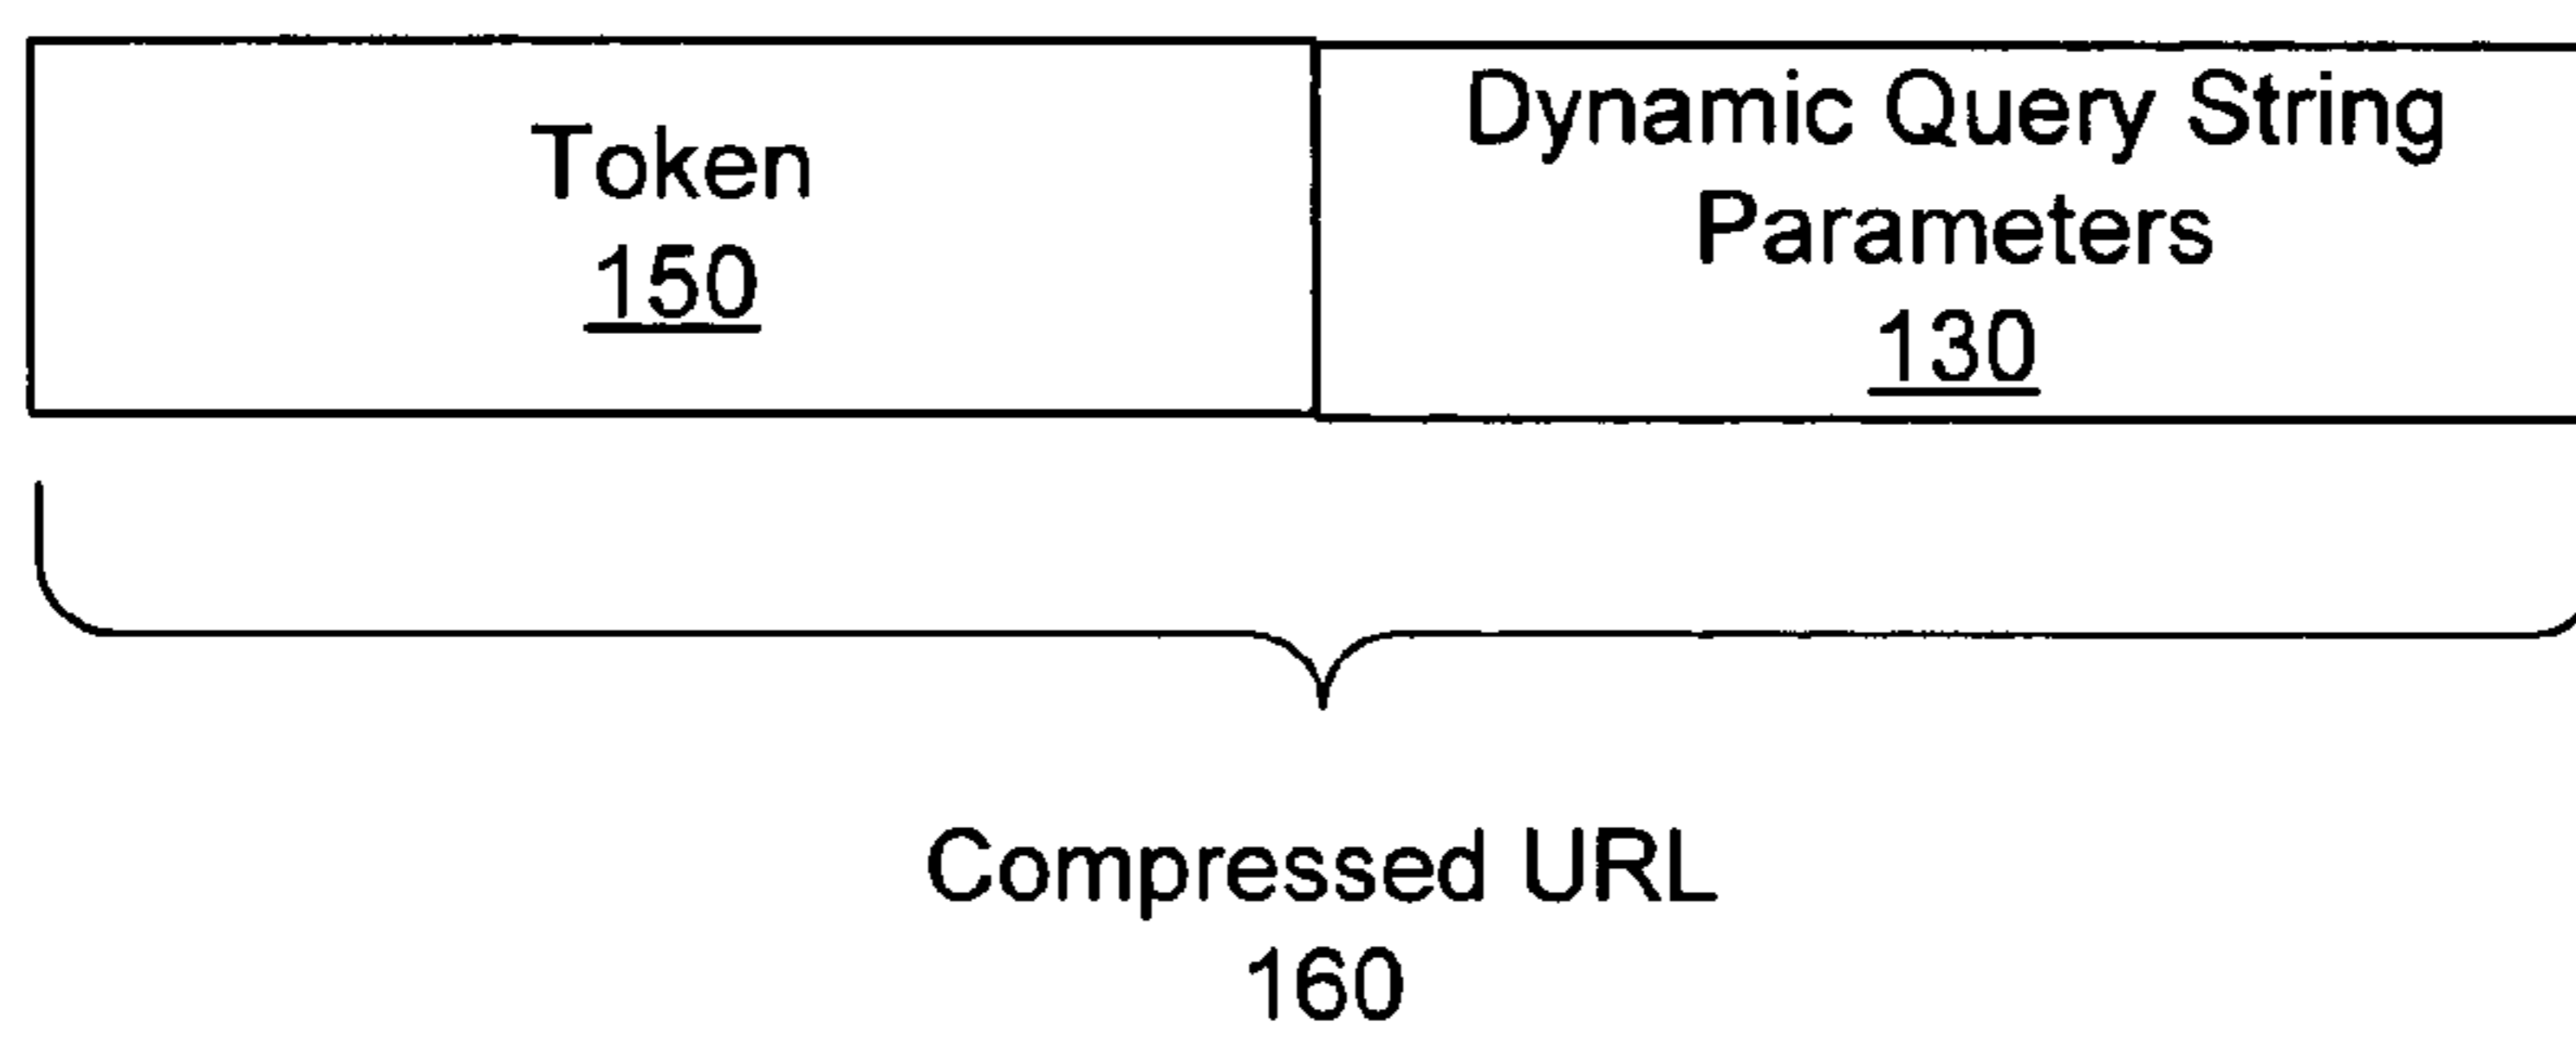 Token
150
Dynamic Query String
Parameters
130
Compressed URL
160